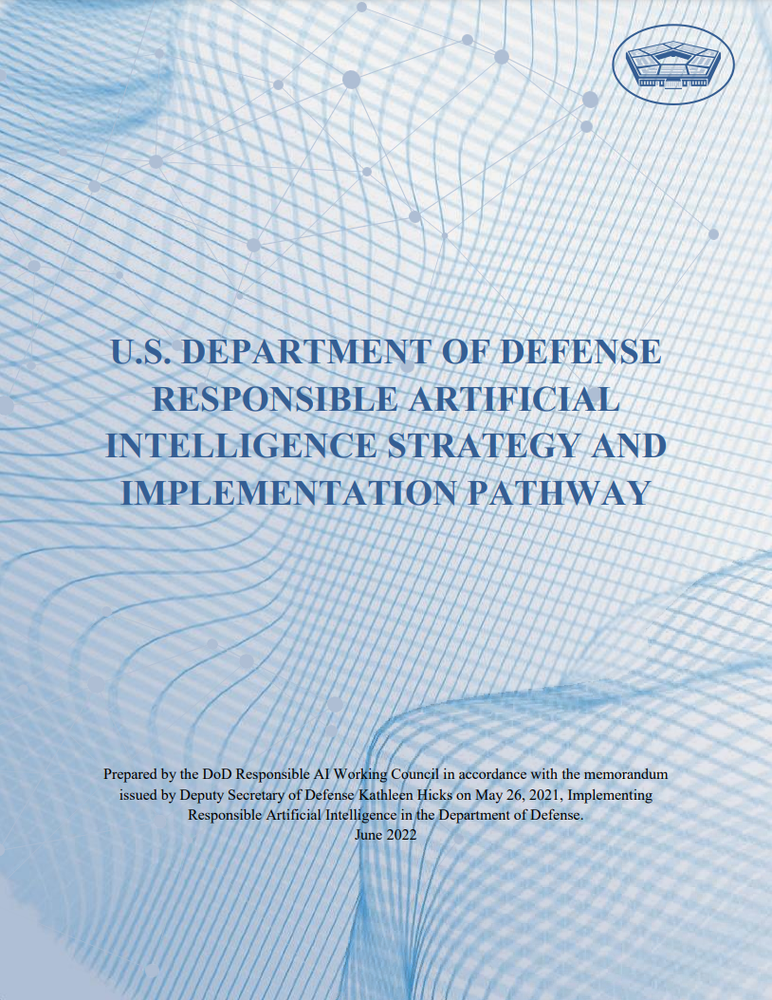 U.S. DEPARTMENT OF DEFENSE
RESPONSIBLE ARTIFICIAL
INTELLIGENCE STRATEGY AND
IMPLEMENTATION PATHWAY
Prepared by the DoD Responsible AI Working Council in accordance with the memorandum
issued by Deputy Secretary of Defense Kathleen Hicks on May 26, 2021, Implementing
Responsible Artificial Intelligence in the Department of Defense.
June 2022